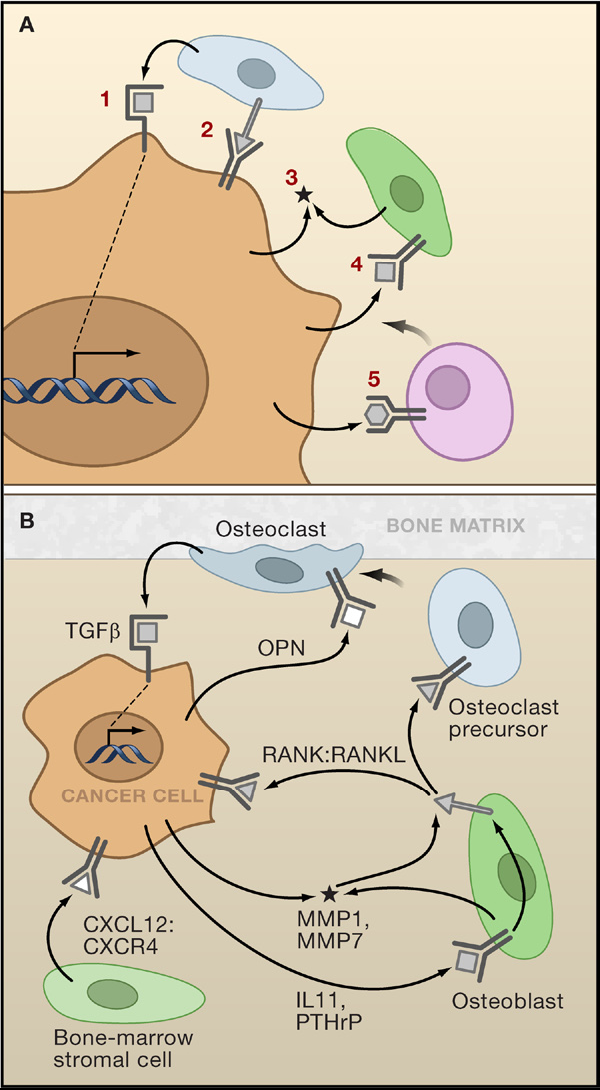 A
1
2
3
4
5
B
BONE MATRIX
Osteoclast
TGFβ
OPN
Osteoclast
precursor
RANK:RANKL
CANCER CELL
CXCL12:
CXCR4
MMP1,
MMP7
IL11,
PTHrP
Osteoblast
Bone-marrow
stromal cell